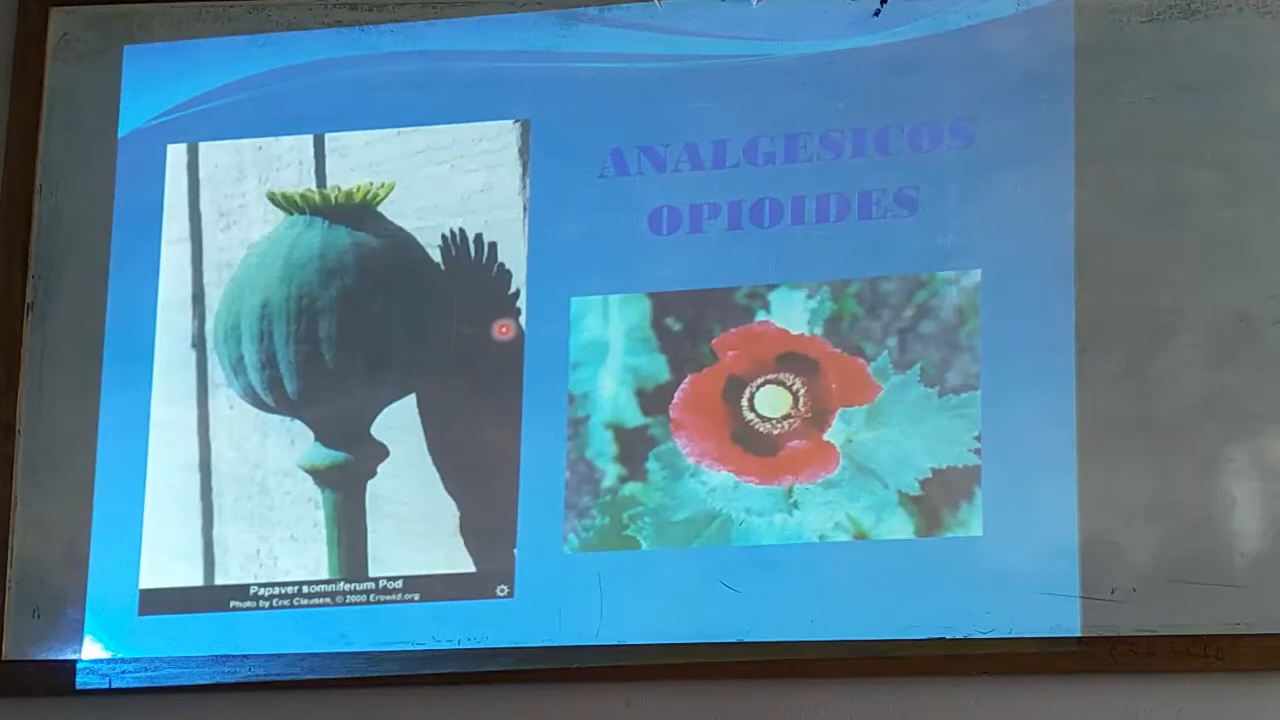 ANALGESICOS
OPIOIDES
Papaver somniferum Pod
Photo by Eric Clausen, © 2000 Erowid.org